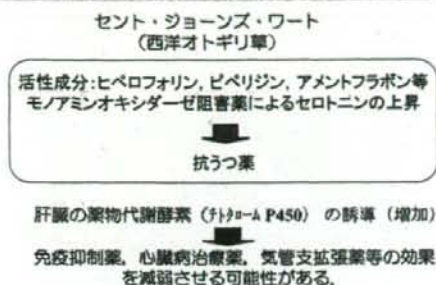 セント・ジョーンズ・ワート
(西洋オトギリ草)
活性成分:ヒペロフォリン, ピペリジン, アメントフラボン等
モノアミンオキシダーゼ阻害薬によるセロトニンの上昇
抗うつ薬
肝臓の薬物代謝酵素 (チトクローム P450) の誘導 (増加)
免疫抑制薬, 心臓病治療薬, 気管支拡張薬等の効果
を減弱させる可能性がある.